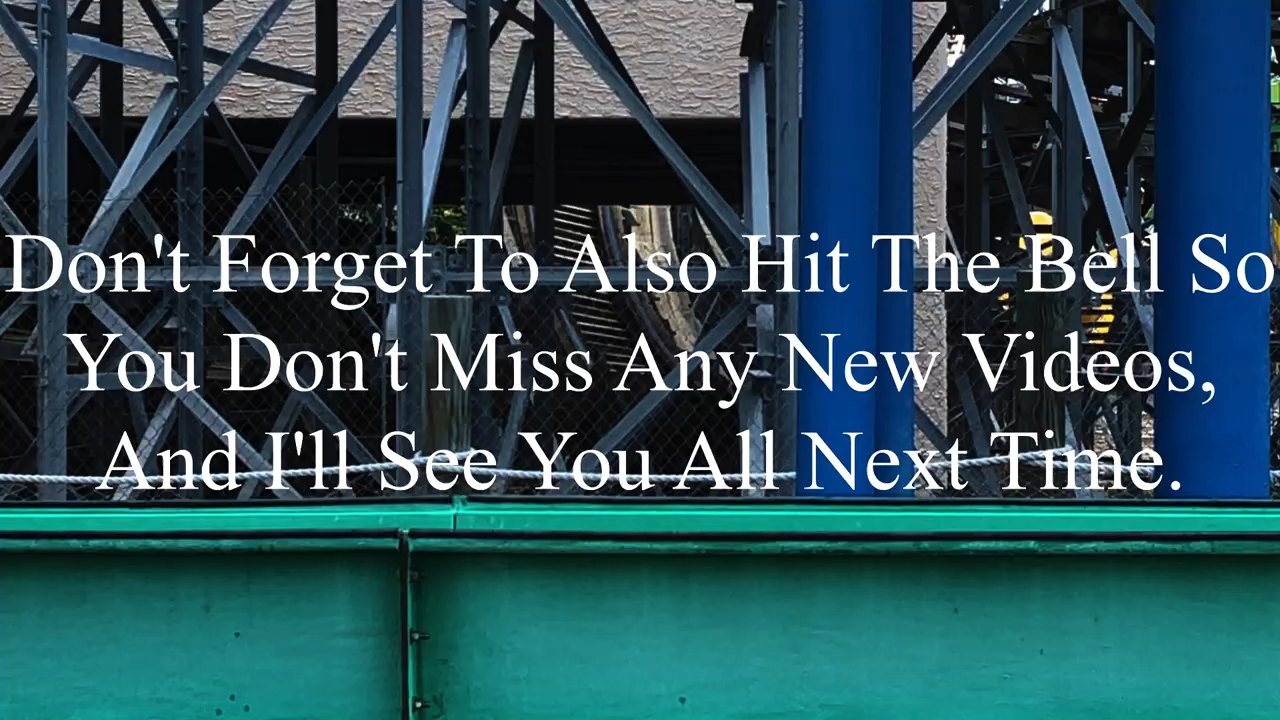 Don't Forget To Also Hit The Bell So
You Don't Miss Any New Videos,
And I'll See You All Next Time.